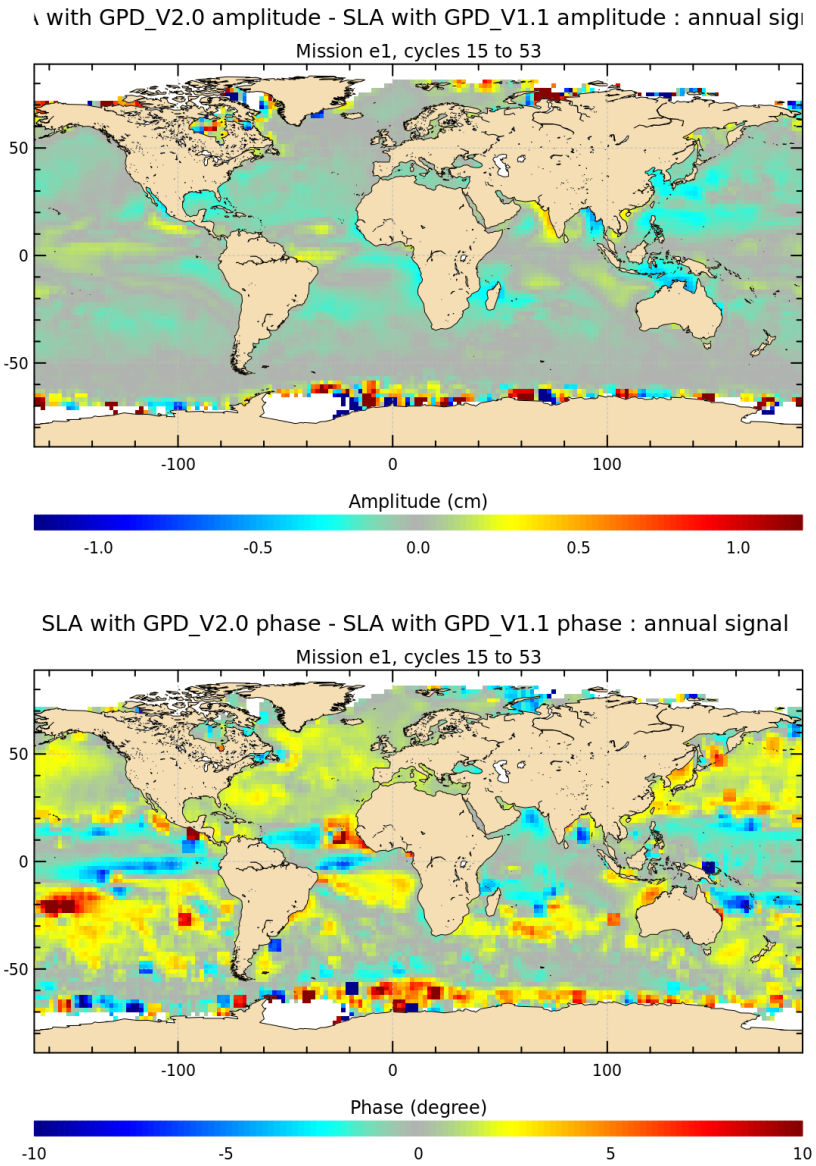 with GPD_V2.0 amplitude - SLA with GPD_V1.1 amplitude : annual
Mission e1, cycles 15 to 53
50
0
-50
-100 0 100
Amplitude (cm)
-1.0 -0.5 0.0 0.5 1.0
SLA with GPD_V2.0 phase - SLA with GPD_V1.1 phase : annual signal
Mission e1, cycles 15 to 53
50
0
-50
-100 0 100
Phase (degree)
-10 -5 0 5 10